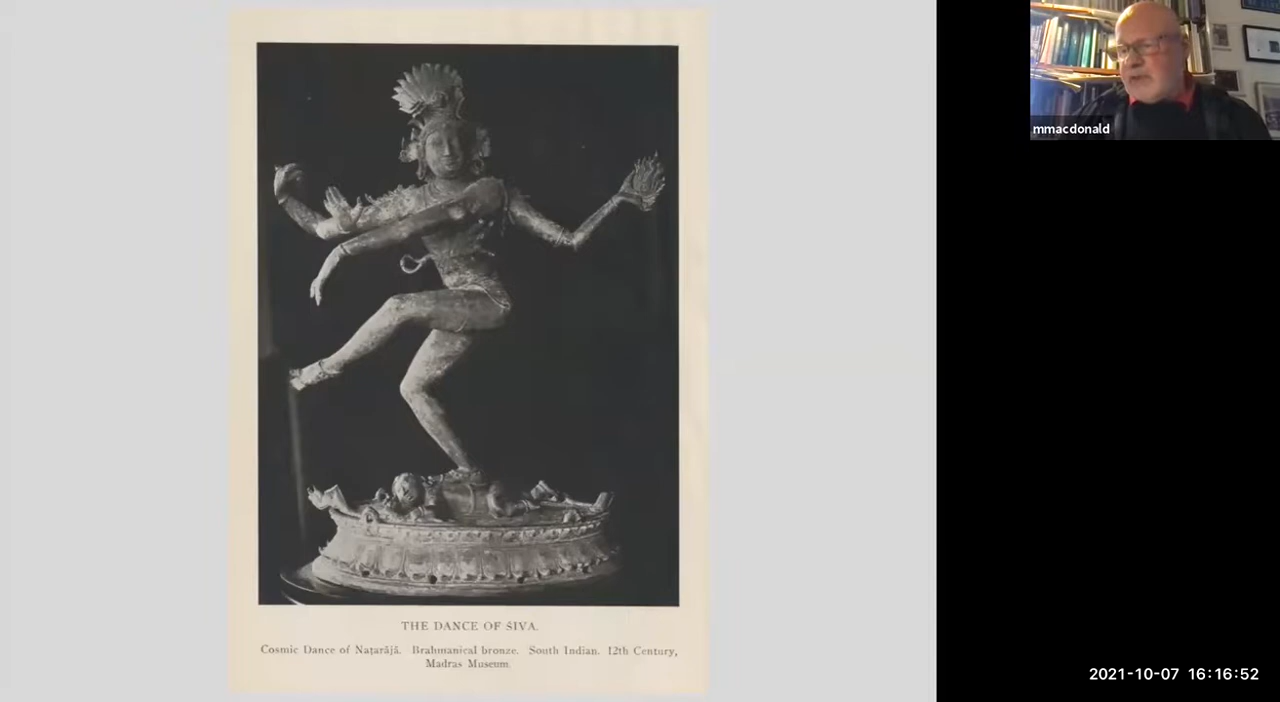 mmacdonald
THE DANCE OF ŚIVA.
Cosmic Dance of Naṭarājā. Brahmanical bronze. South Indian. 12th Century,
Madras Museum.
2021-10-07 16:16:52